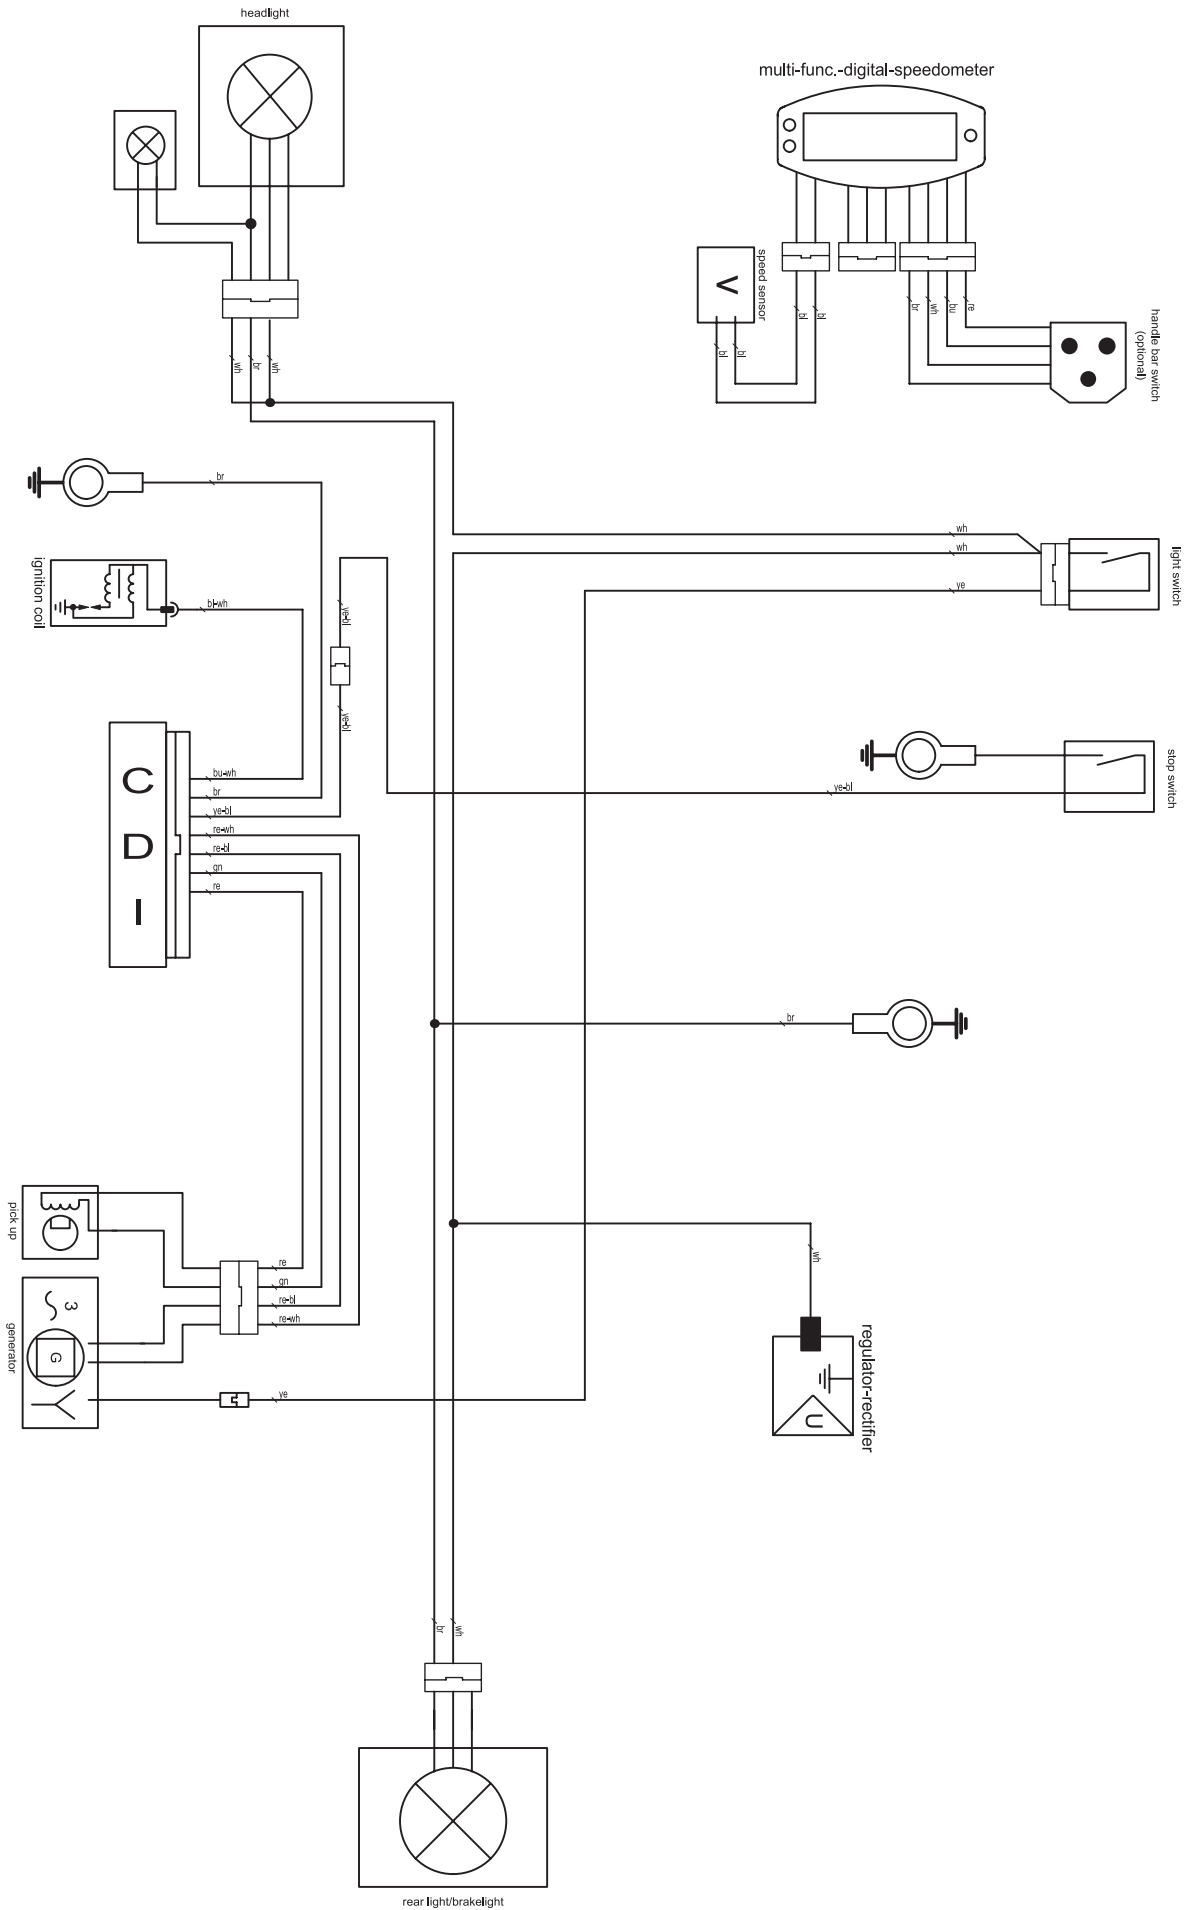 headlight
multi-func.-digital-speedometer
speed sensor
V
bl
bl
bl
bl
br
wh
bu
re
handle bar switch
(optional)
wh
br
wh
br
ignition coil
bl-wh
ye-bl
ye-bl
wh
wh
ye
light switch
stop switch
ye-bl
C
D
I
bu-wh
br
ye-bl
re-wh
re-bl
gn
re
br
pick up
re
gn
re-bl
re-wh
3
G
generator
ye
wh
U
regulator-rectifier
br
wh
rear light/brakelight